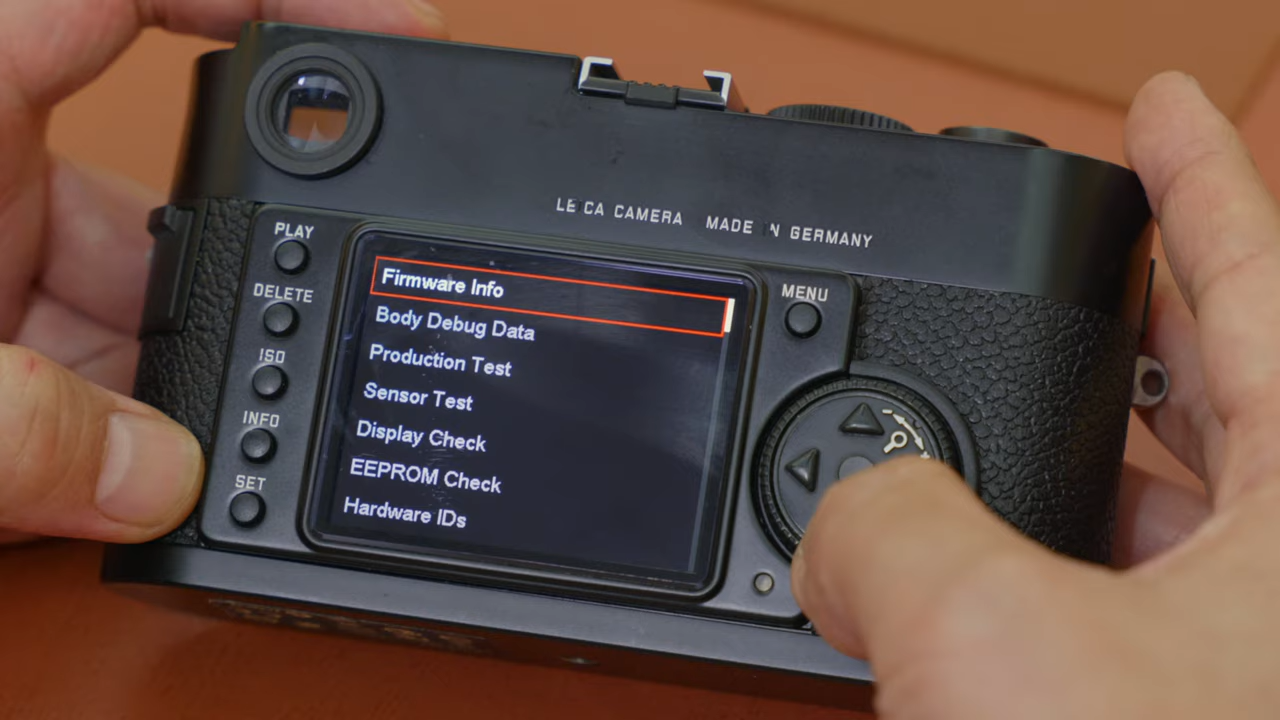 LEICA CAMERA MADE IN GERMANY
PLAY
DELETE
ISO
INFO
SET
Firmware Info
Body Debug Data
Production Test
Sensor Test
Display Check
EEPROM Check
Hardware IDs
MENU